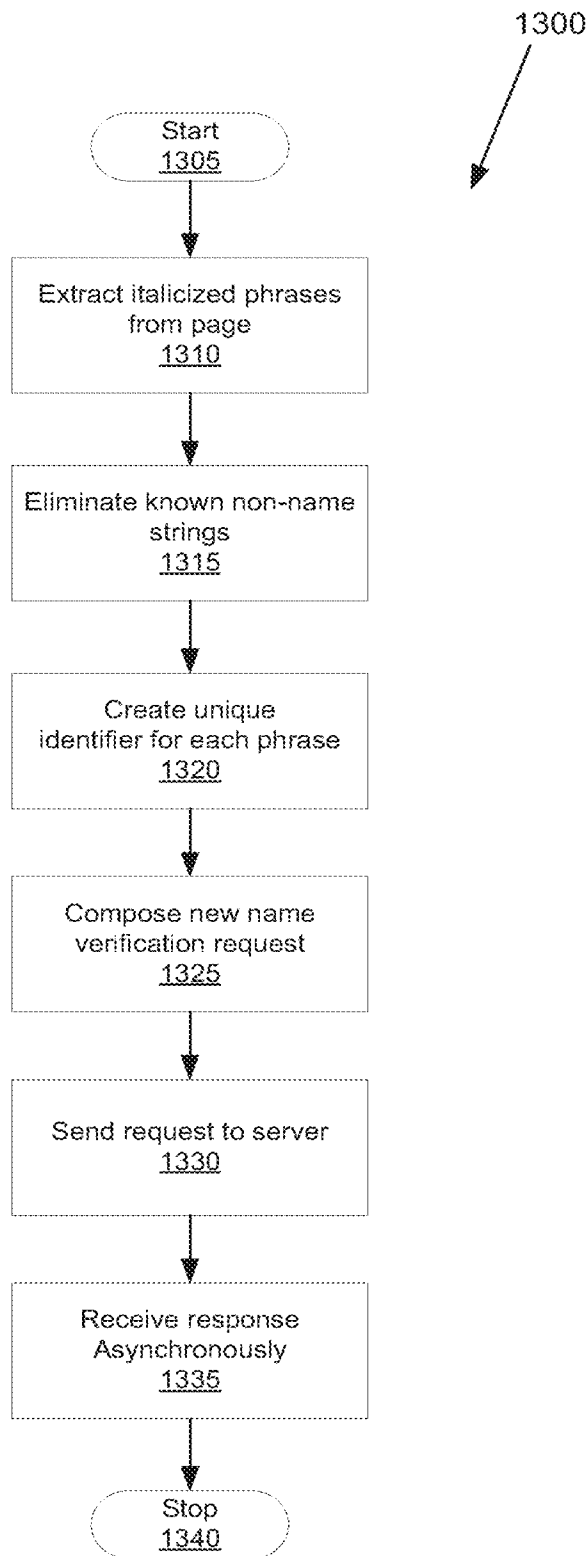 1300
Start
1305
Extract italicized phrases
from page
1310
Eliminate known non-name
strings
1315
Create unique
identifier for each phrase
1320
Compose new name
verification request
1325
Send request to server
1330
Receive response
Asynchronously
1335
Stop
1340